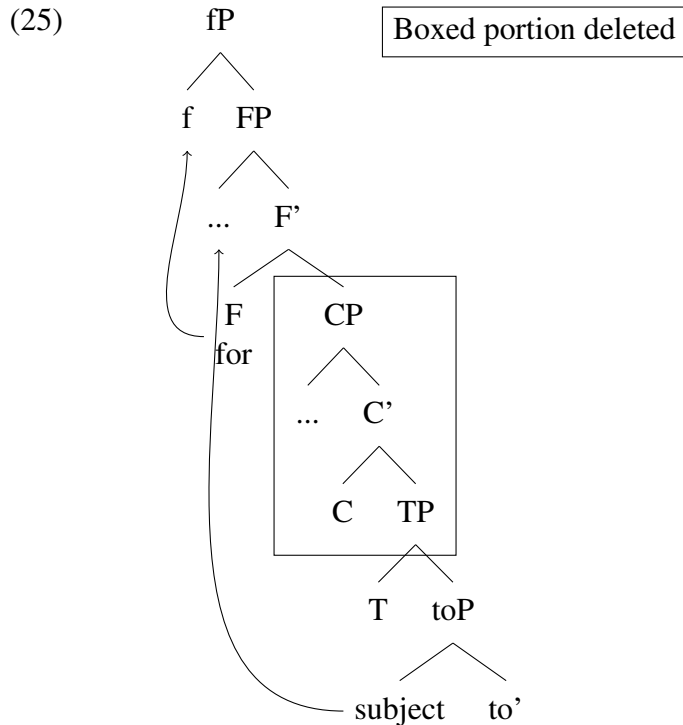 (25) fP Boxed portion deleted
f FP
... F’
F CP
for
... C’
C TP
T toP
subject to’